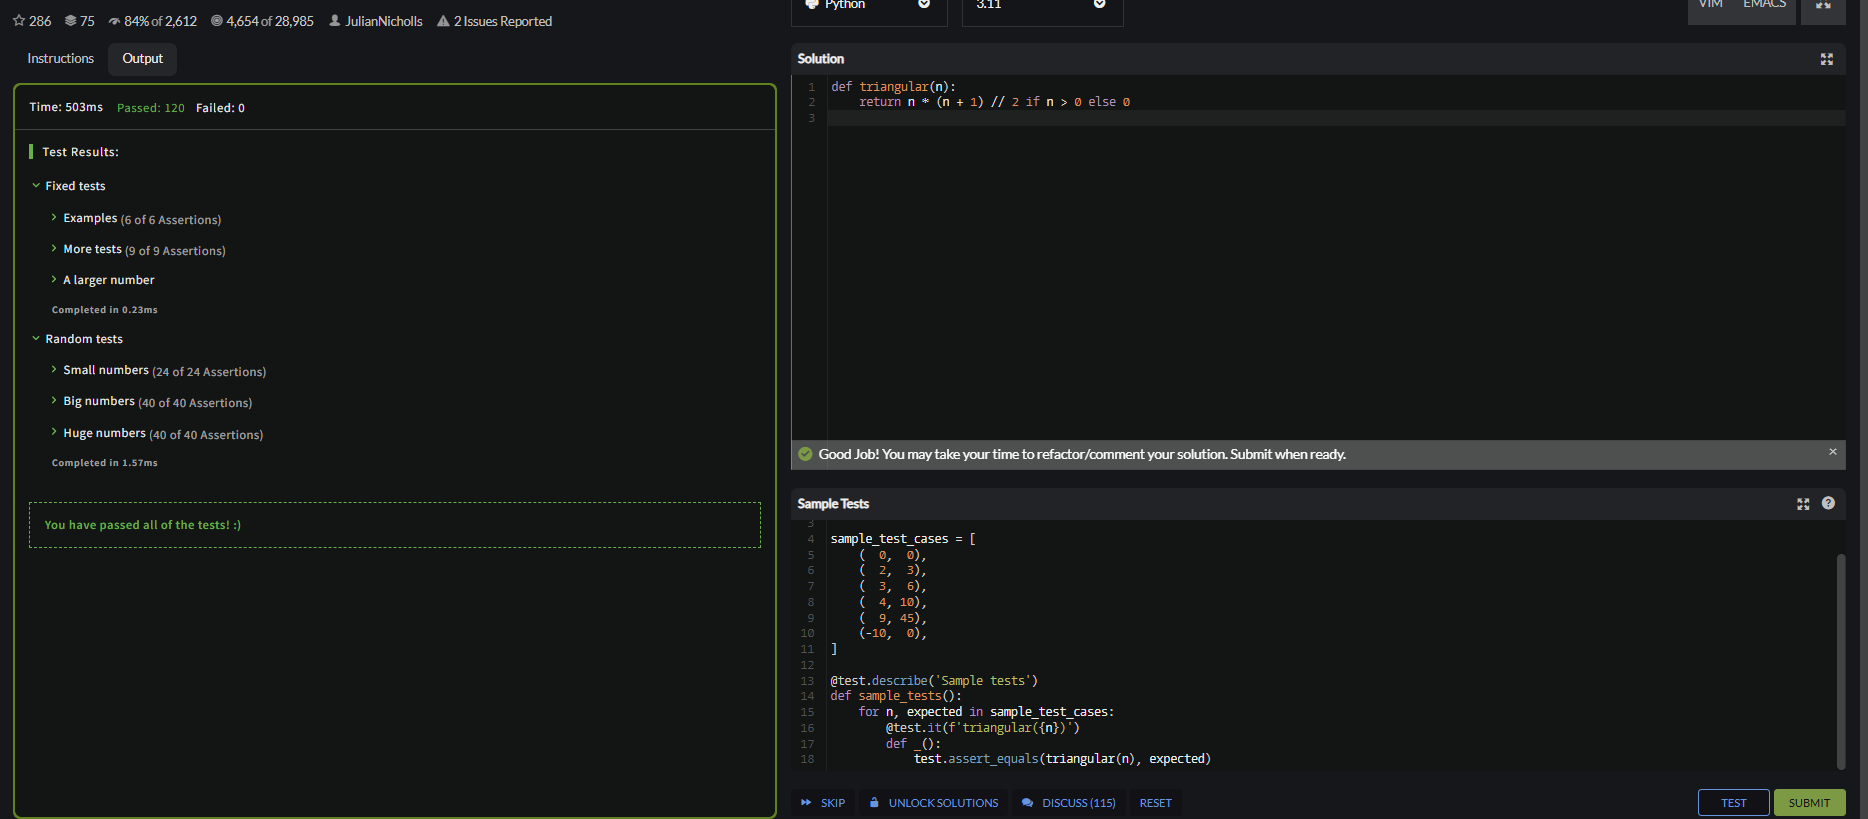 286 75 84% of 2,612 4,654 of 28,985 JulianNicholls 2 Issues Reported
Instructions Output
Time: 503ms Passed: 120 Failed: 0
Test Results:
Fixed tests
Examples (6 of 6 Assertions)
More tests (9 of 9 Assertions)
A larger number
Completed in 0.23ms
Random tests
Small numbers (24 of 24 Assertions)
Big numbers (40 of 40 Assertions)
Huge numbers (40 of 40 Assertions)
Completed in 1.57ms
You have passed all of the tests! :)
Python 3.11 VIM EMACS
Solution
1 def triangular(n):
2     return n * (n + 1) // 2 if n > 0 else 0
3
Good Job! You may take your time to refactor/comment your solution. Submit when ready. ×
Sample Tests ?
3
4 sample_test_cases = [
5     (  0,  0),
6     (  2,  3),
7     (  3,  6),
8     (  4, 10),
9     (  9, 45),
10     (-10,  0),
11 ]
12
13 @test.describe('Sample tests')
14 def sample_tests():
15     for n, expected in sample_test_cases:
16         @test.it(f'triangular({n})')
17         def _():
18             test.assert_equals(triangular(n), expected)
SKIP UNLOCK SOLUTIONS DISCUSS (115) RESET TEST SUBMIT